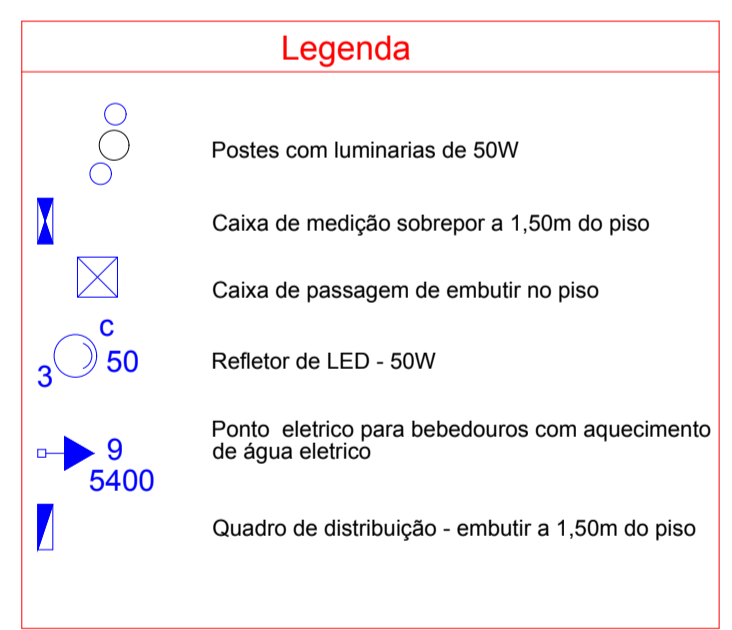 Legenda
Postes com luminarias de 50W
Caixa de medição sobrepor a 1,50m do piso
Caixa de passagem de embutir no piso
c
50
3
Refletor de LED - 50W
9
5400
Ponto eletrico para bebedouros com aquecimento
de água eletrico
Quadro de distribuição - embutir a 1,50m do piso